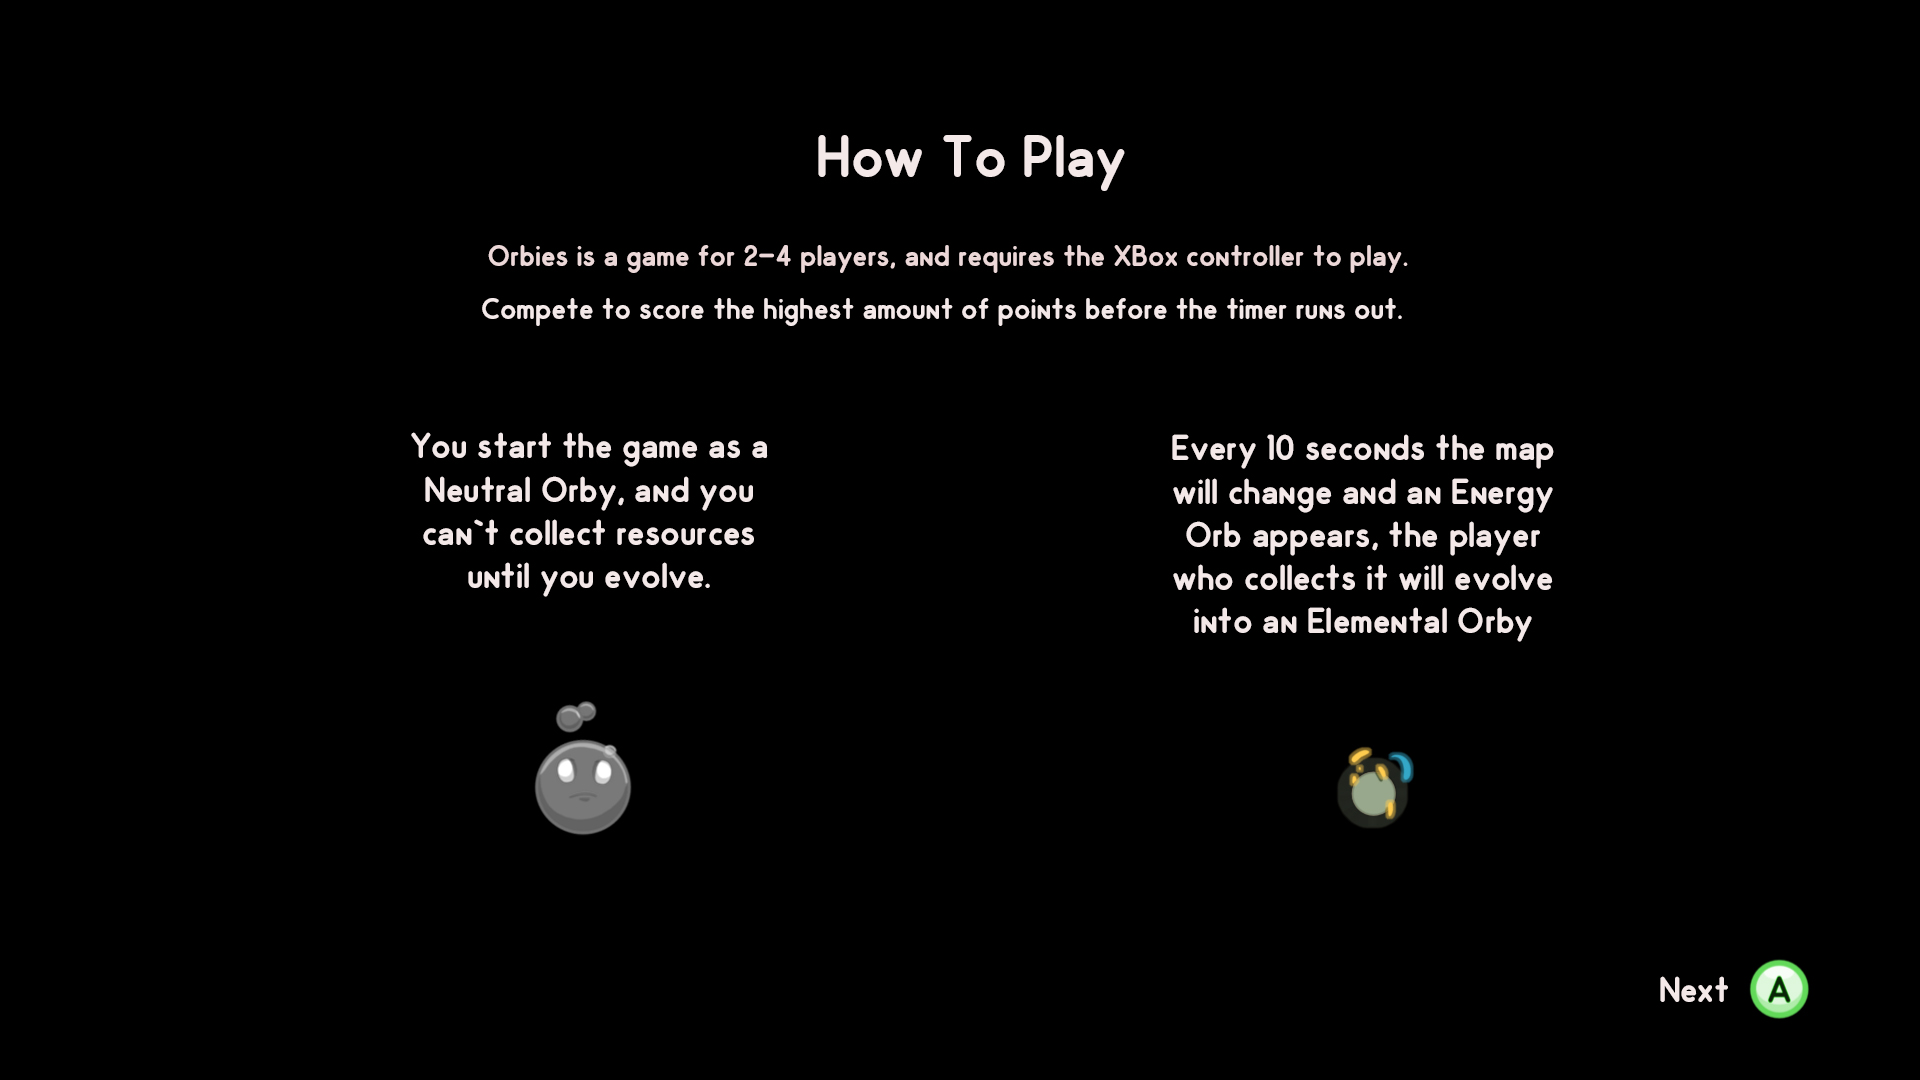 How To Play
Orbies is a game for 2-4 players, and requires the XBox controller to play.
Compete to score the highest amount of points before the timer runs out.
You start the game as a
Neutral Orby, and you
can`t collect resources
until you evolve.
Every 10 seconds the map
will change and an Energy
Orb appears, the player
who collects it will evolve
into an Elemental Orby
Next A